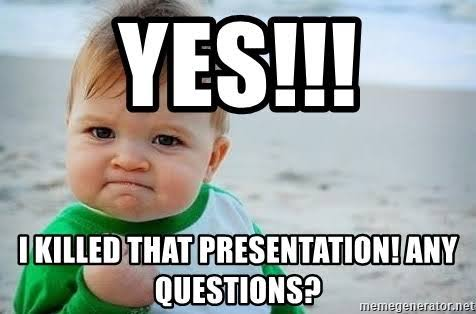 YES!!!
I KILLED THAT PRESENTATION! ANY
QUESTIONS?
memegenerator.net